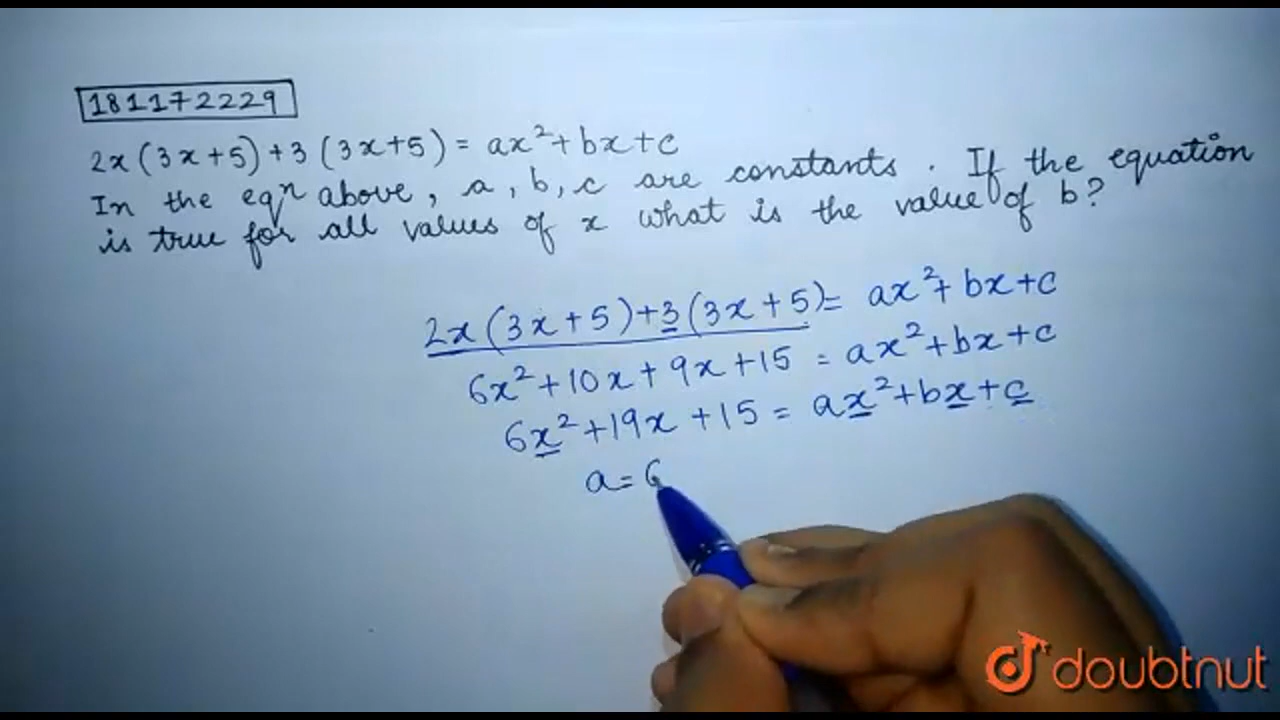 181172229
2x(3x+5)+3(3x+5) = ax²+bx+c
In the eqⁿ above, a, b, c are constants. If the equation
is true for all values of x what is the value of b?
2x(3x+5)+3(3x+5)= ax²+bx+c
6x²+10x+9x+15 = ax²+bx+c
6x²+19x+15 = ax²+bx+c
a=6
doubtnut